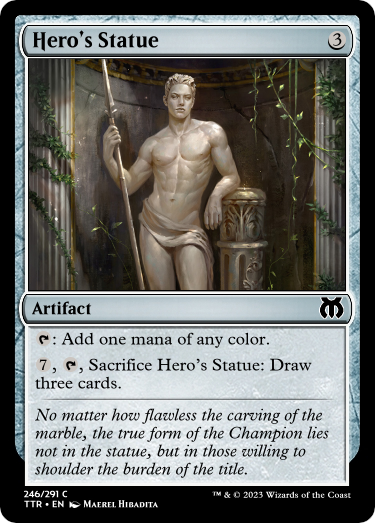 Hero's Statue 3
Artifact
T: Add one mana of any color.
7, T, Sacrifice Hero's Statue: Draw
three cards.
No matter how flawless the carving of the
marble, the true form of the Champion lies
not in the statue, but in those willing to
shoulder the burden of the title.
246/291 C
TTR • EN Maerel Hibadita
™ & © 2023 Wizards of the Coast